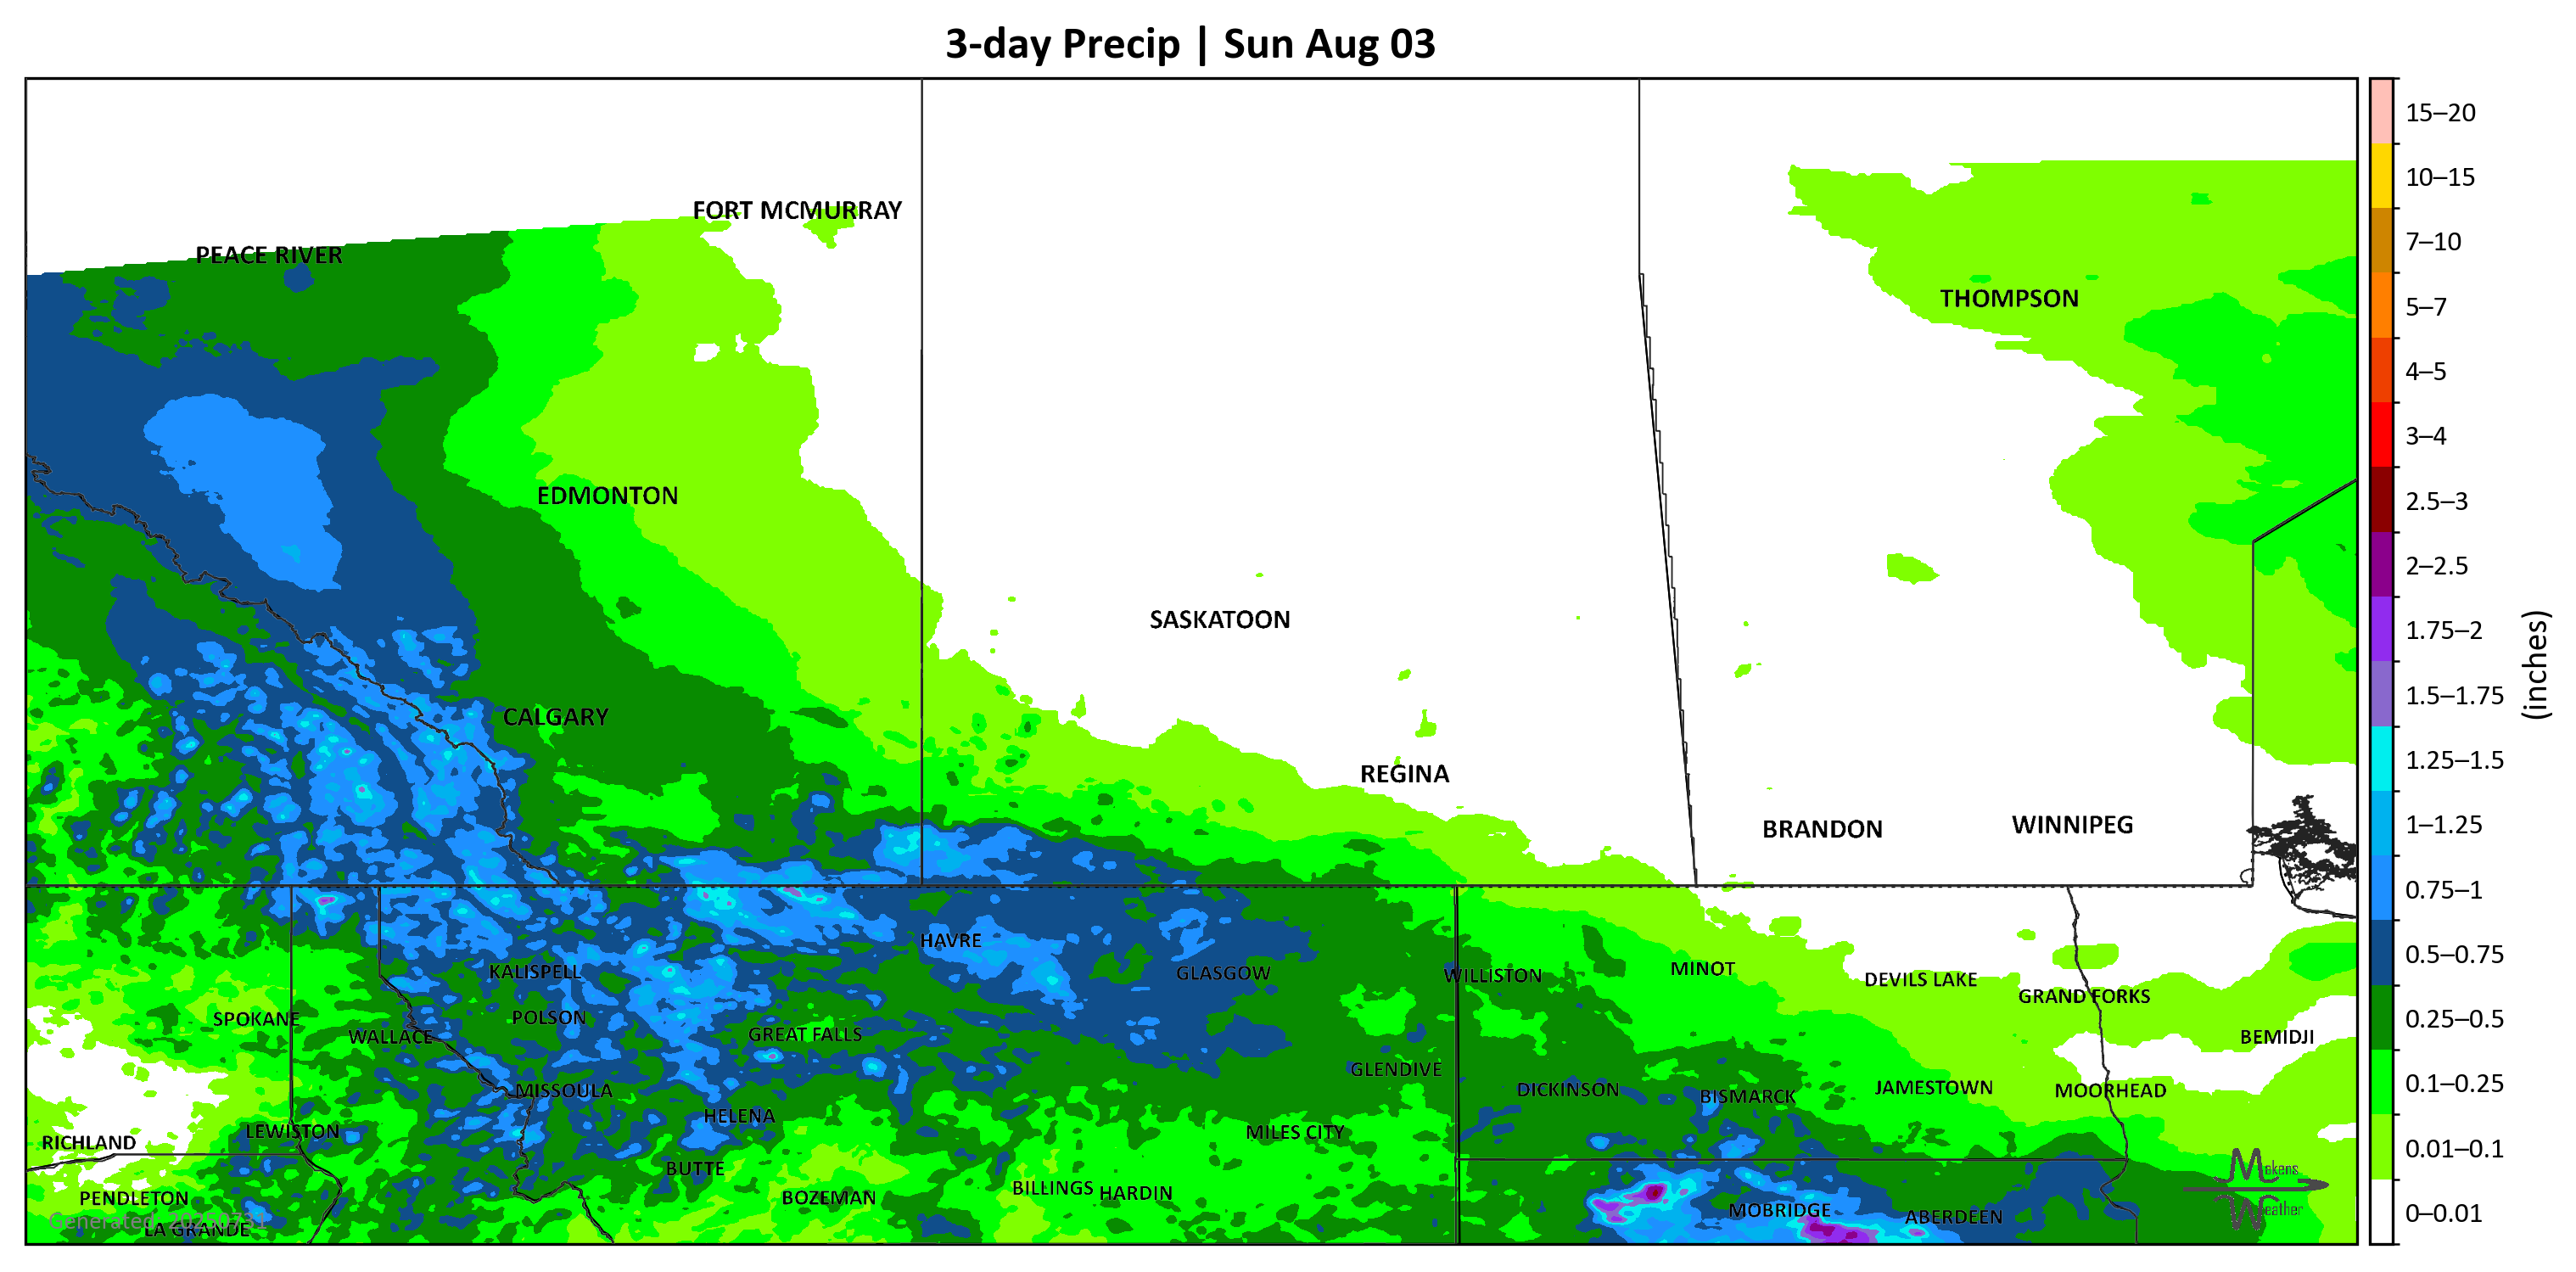 3-day Precip | Sun Aug 03
15–20
10–15
7–10
5–7
4–5
3–4
2.5–3
2–2.5
1.75–2
1.5–1.75
1.25–1.5
1–1.25
0.75–1
0.5–0.75
0.25–0.5
0.1–0.25
0.01–0.1
0–0.01
(inches)
FORT MCMURRAY
PEACE RIVER
THOMPSON
EDMONTON
SASKATOON
CALGARY
REGINA
BRANDON
WINNIPEG
HAVRE
KALISPELL
GLASGOW
WILLISTON
MINOT
DEVILS LAKE
GRAND FORKS
SPOKANE
POLSON
WALLACE
GREAT FALLS
BEMIDJI
GLENDIVE
MISSOULA
DICKINSON
BISMARCK
JAMESTOWN
MOORHEAD
HELENA
LEWISTON
MILES CITY
RICHLAND
BUTTE
PENDLETON
BOZEMAN
BILLINGS
HARDIN
MOBRIDGE
ABERDEEN
LA GRANDE
Generated: 20250731
Makens
Weather